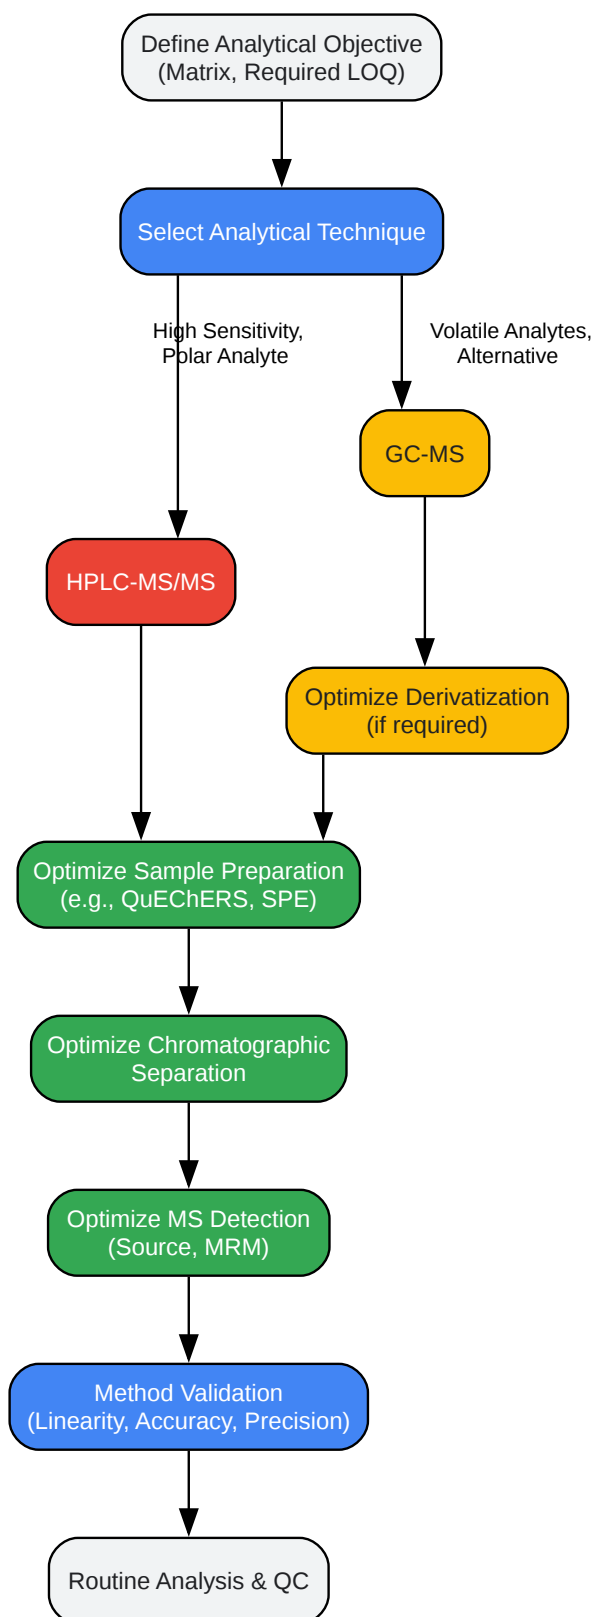 Define Analytical Objective
(Matrix, Required LOQ)
Select Analytical Technique
High Sensitivity,
Polar Analyte
Volatile Analytes,
Alternative
GC-MS
HPLC-MS/MS
Optimize Derivatization
(if required)
Optimize Sample Preparation
(e.g., QuEChERS, SPE)
Optimize Chromatographic
Separation
Optimize MS Detection
(Source, MRM)
Method Validation
(Linearity, Accuracy, Precision)
Routine Analysis & QC